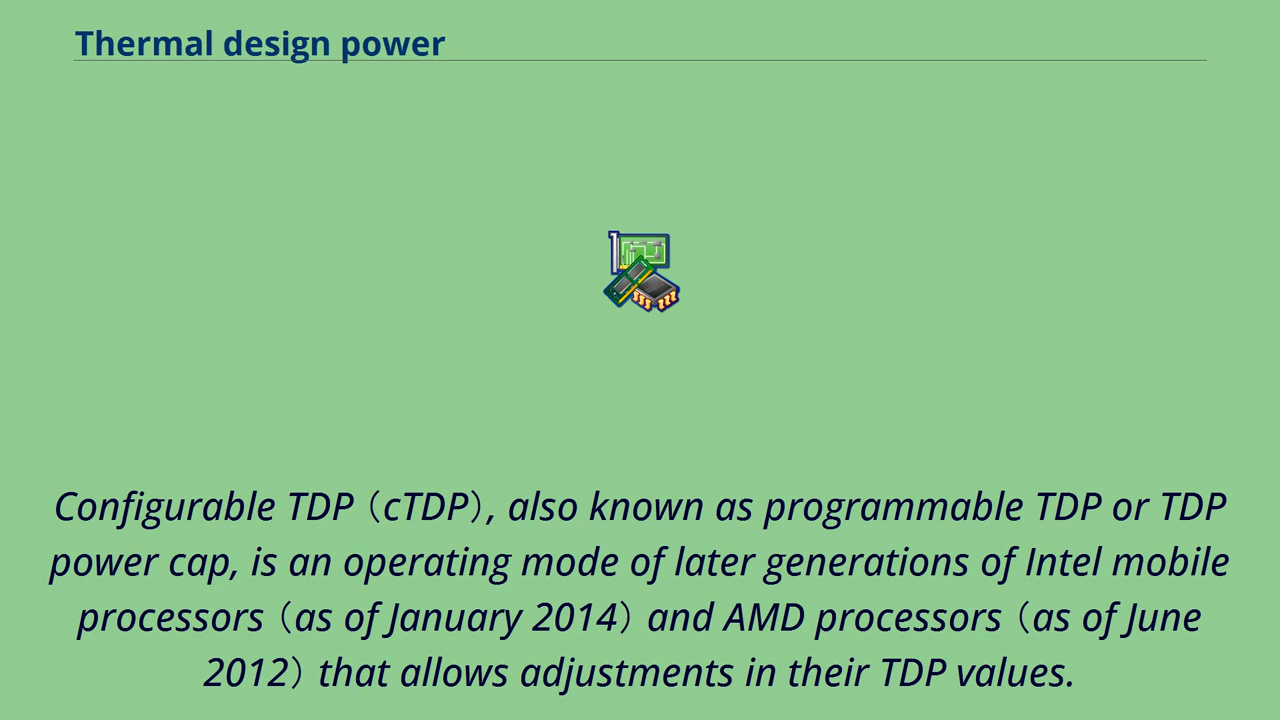 Thermal design power
Configurable TDP (cTDP), also known as programmable TDP or TDP
power cap, is an operating mode of later generations of Intel mobile
processors (as of January 2014) and AMD processors (as of June
2012) that allows adjustments in their TDP values.